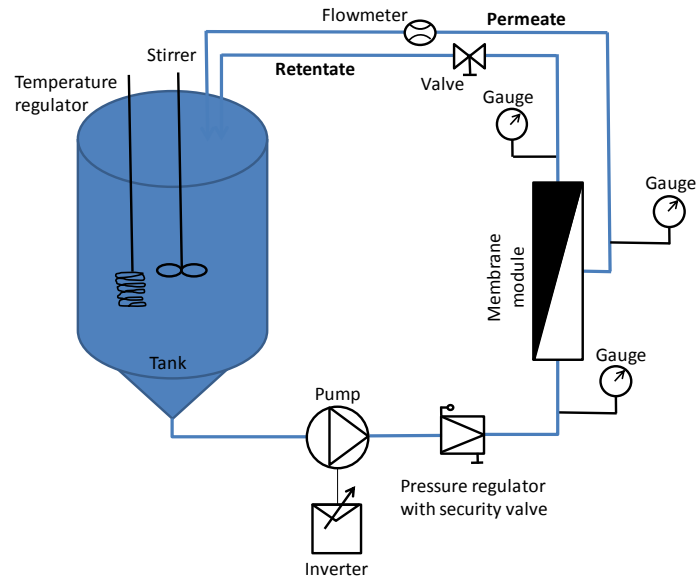 Flowmeter
Permeate
Stirrer
Retentate
Temperature
regulator
Valve
Gauge
Gauge
Membrane
module
Gauge
Tank
Pump
Pressure regulator
with security valve
Inverter